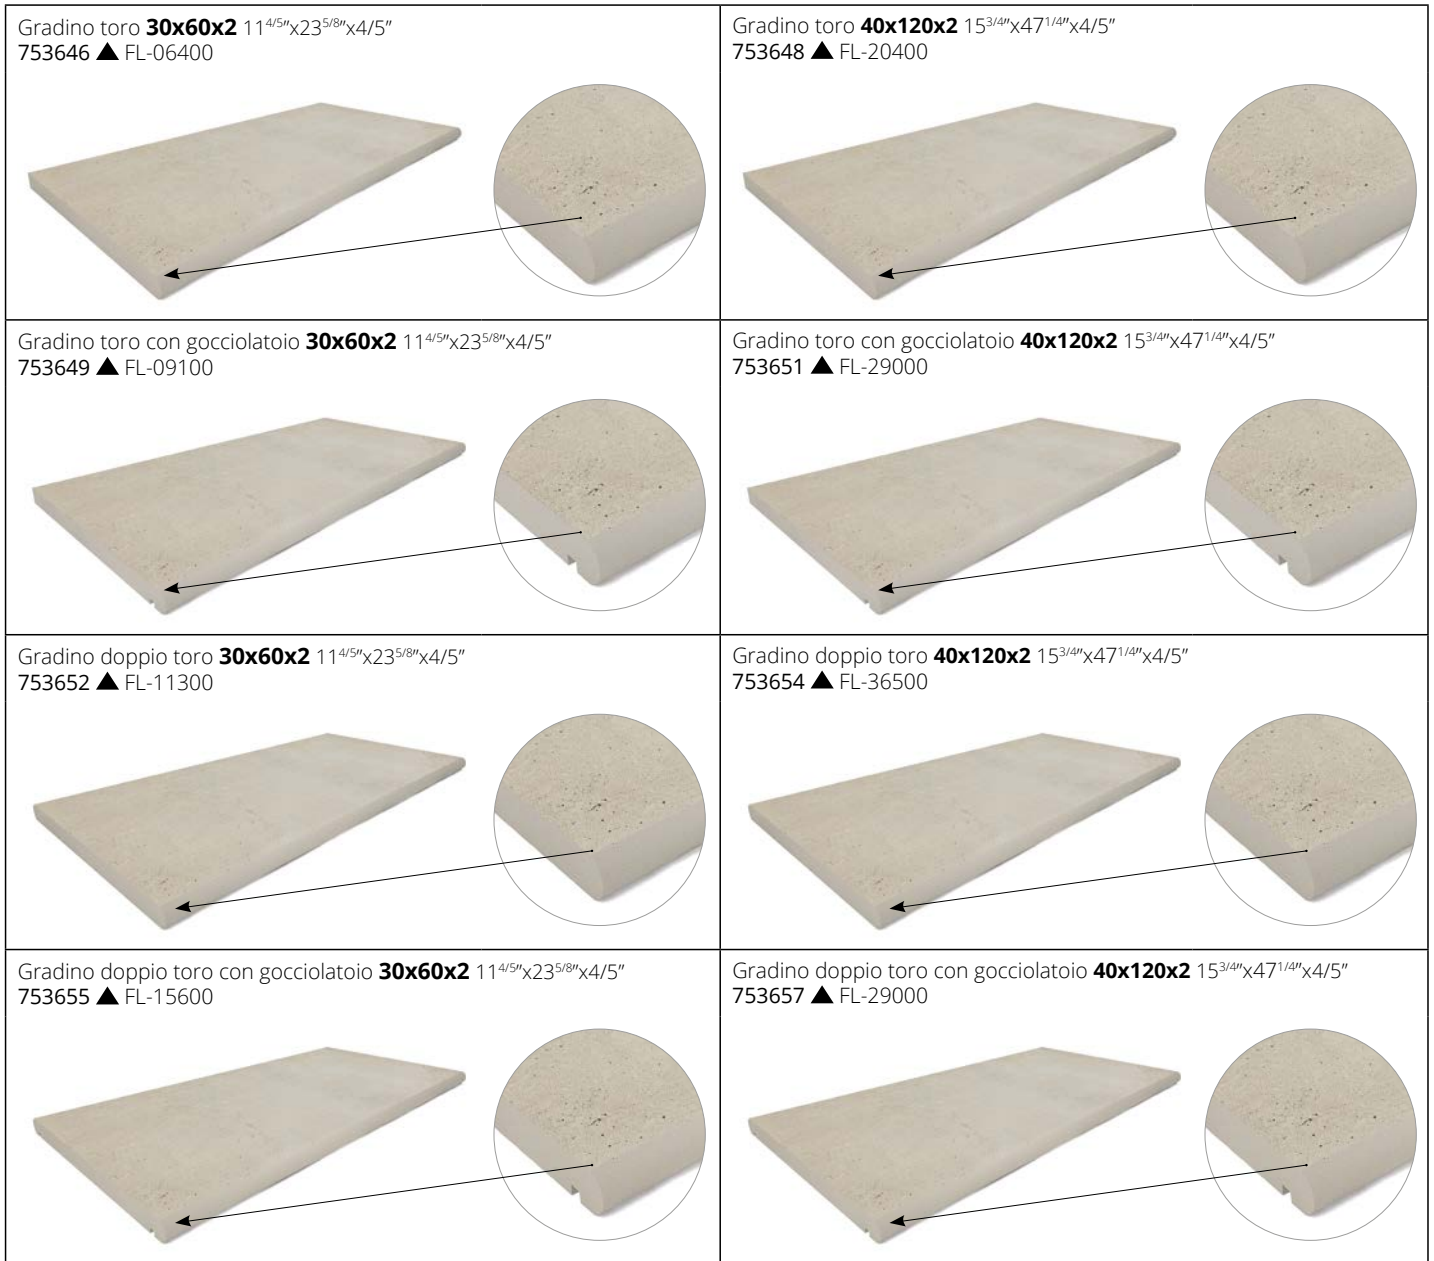 Gradino toro 30x60x2 11 4/5"x23 5/8"x4/5"
753646 ▲ FL-06400
Gradino toro 40x120x2 15 3/4"x47 1/4"x4/5"
753648 ▲ FL-20400
Gradino toro con gocciolatoio 30x60x2 11 4/5"x23 5/8"x4/5"
753649 ▲ FL-09100
Gradino toro con gocciolatoio 40x120x2 15 3/4"x47 1/4"x4/5"
753651 ▲ FL-29000
Gradino doppio toro 30x60x2 11 4/5"x23 5/8"x4/5"
753652 ▲ FL-11300
Gradino doppio toro 40x120x2 15 3/4"x47 1/4"x4/5"
753654 ▲ FL-36500
Gradino doppio toro con gocciolatoio 30x60x2 11 4/5"x23 5/8"x4/5"
753655 ▲ FL-15600
Gradino doppio toro con gocciolatoio 40x120x2 15 3/4"x47 1/4"x4/5"
753657 ▲ FL-29000